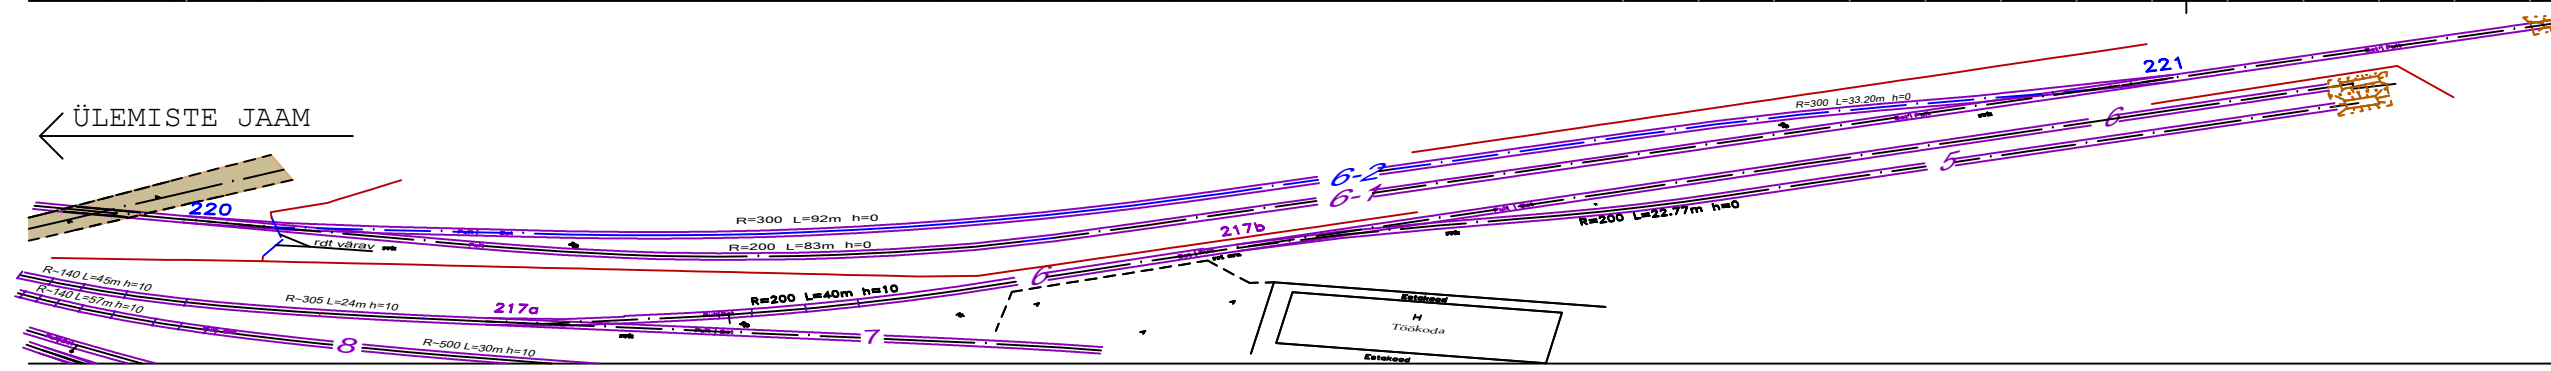 ÜLEMISTE JAAM
220
221
R=300 L=33.20m h=0
6
5
6-2
6-1
R=300 L=92m h=0
R=200 L=83m h=0
rdt värav
217b
R=200 L=22.77m h=0
R~140 L=45m h=10
R~140 L=57m h=10
R~305 L=24m h=10
217a
R=200 L=40m h=10
6
7
8
R~500 L=30m h=10
Estakaad
H
Töökoda
Estakaad